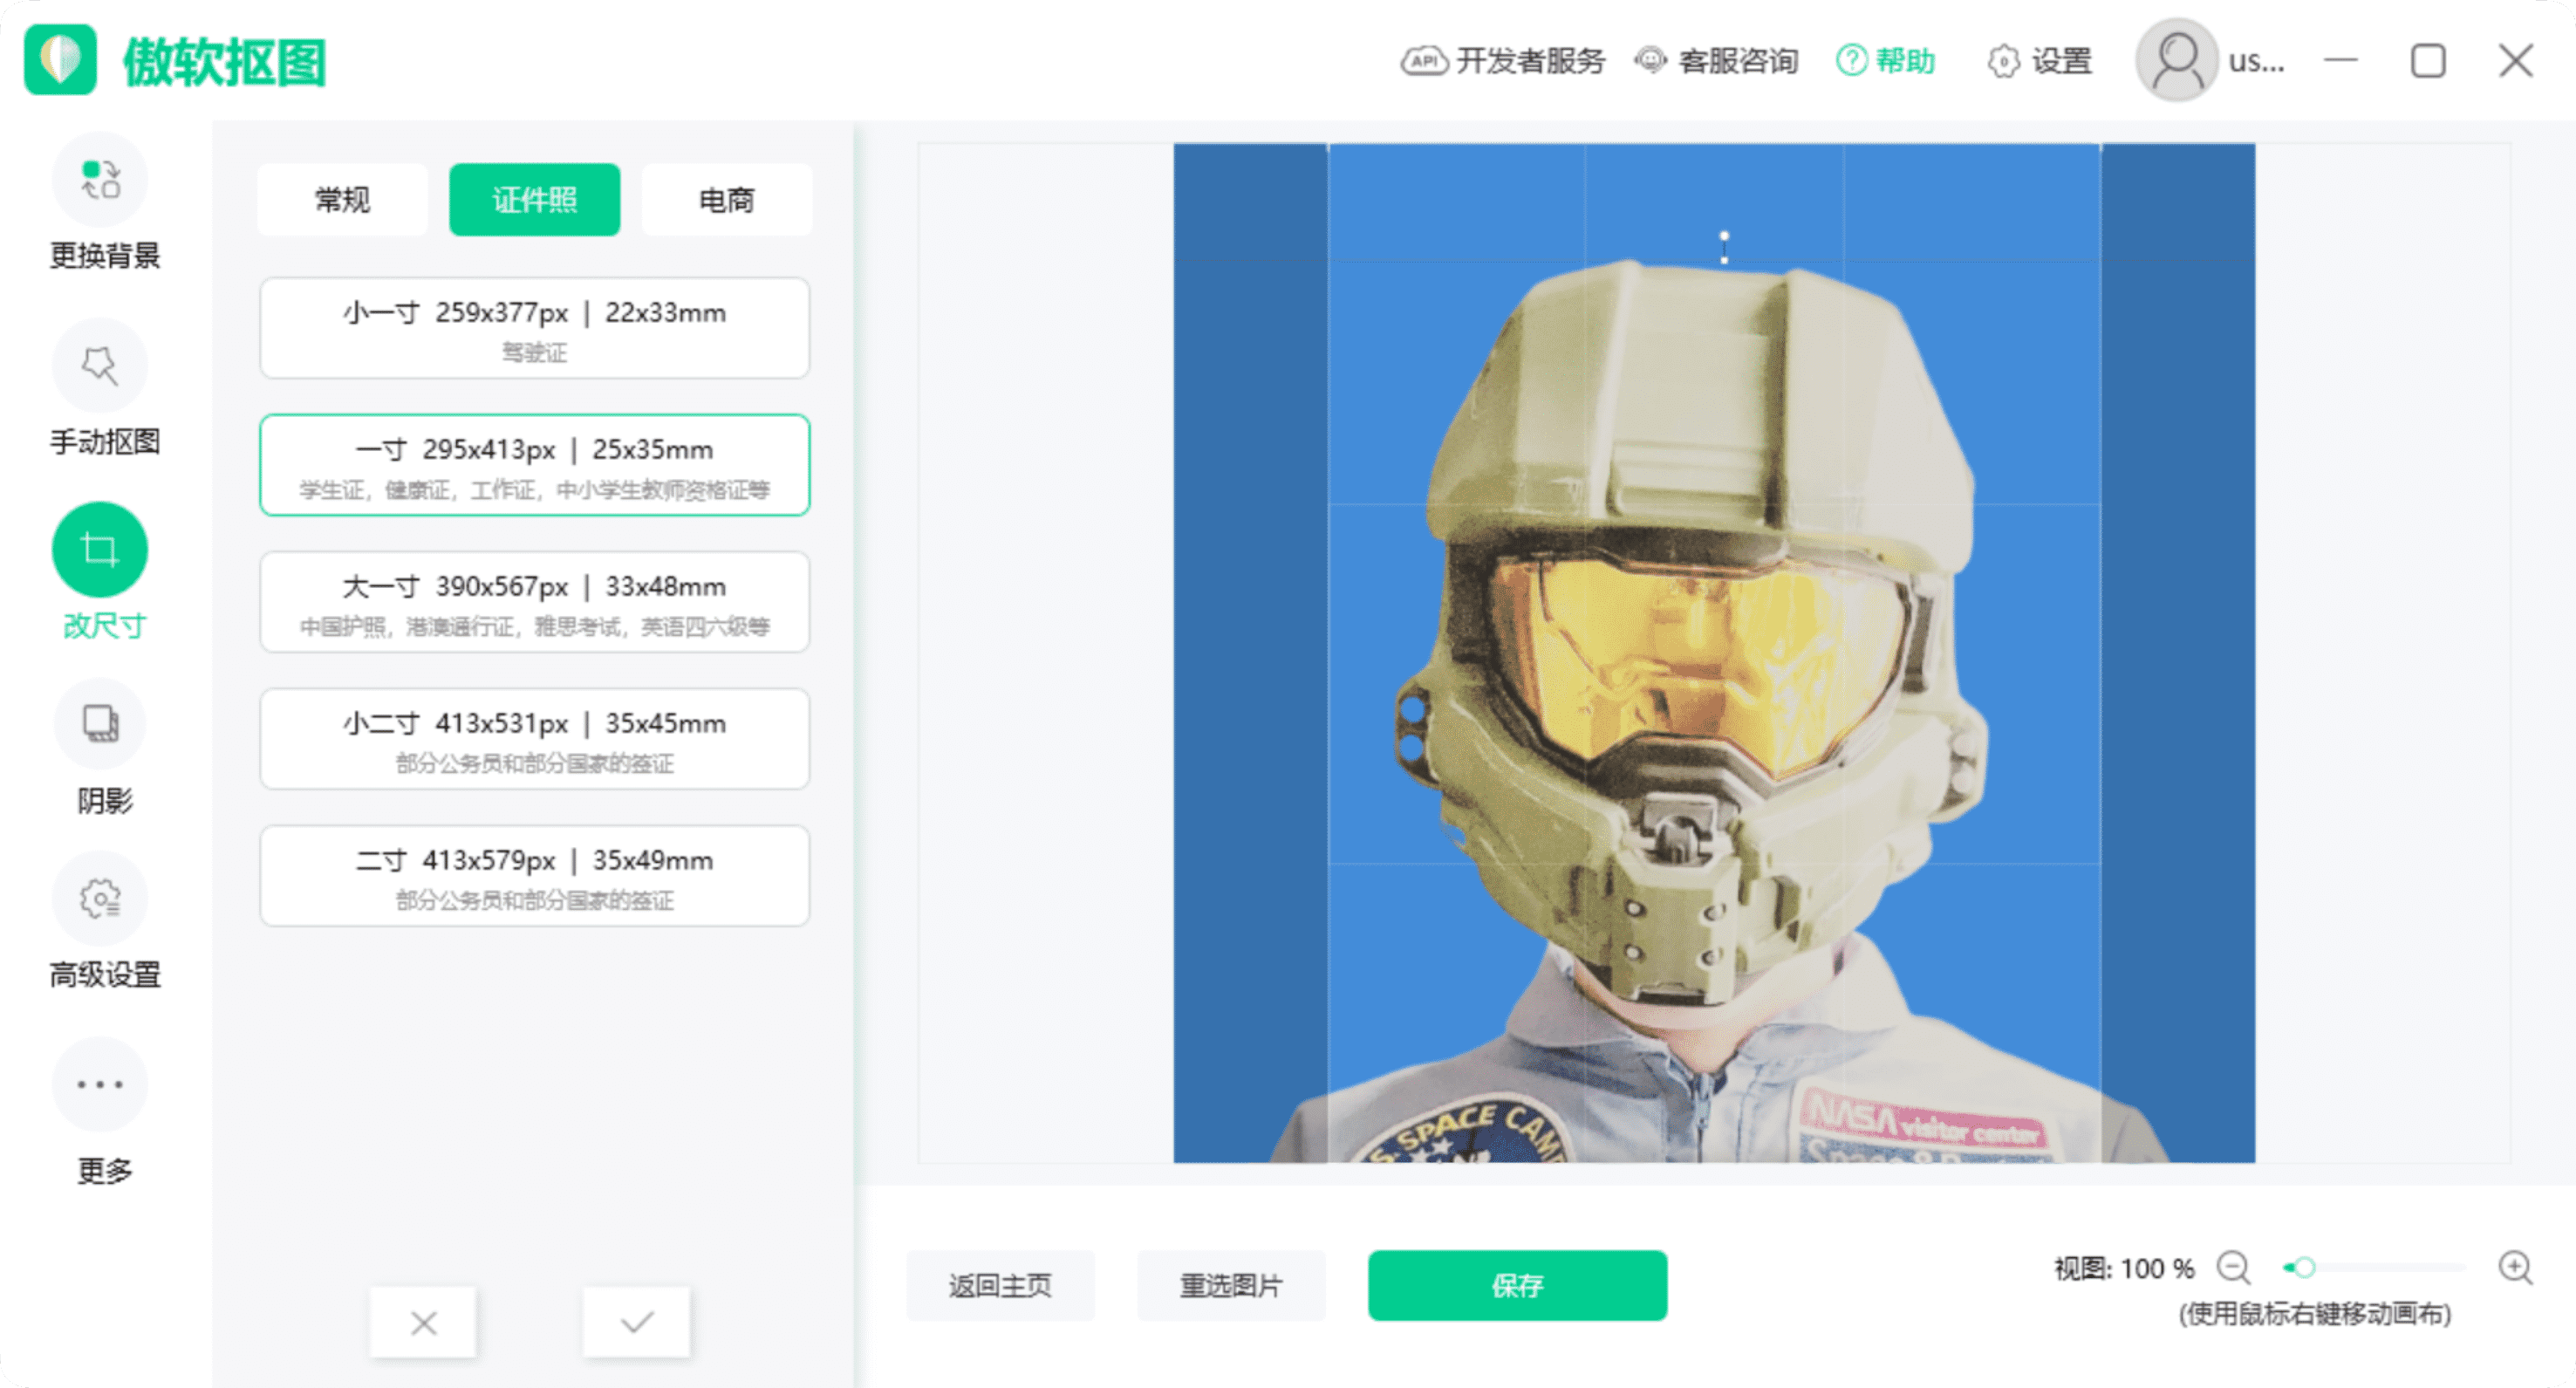 傲软抠图
API 开发者服务 客服咨询 ? 帮助 设置 us...
更换背景
手动抠图
改尺寸
阴影
高级设置
更多
常规 证件照 电商
小一寸 259x377px | 22x33mm
驾驶证
一寸 295x413px | 25x35mm
学生证，健康证，工作证，中小学生教师资格证等
大一寸 390x567px | 33x48mm
中国护照，港澳通行证，雅思考试，英语四六级等
小二寸 413x531px | 35x45mm
部分公务员和部分国家的签证
二寸 413x579px | 35x49mm
部分公务员和部分国家的签证
S. SPACE CAM
NASA visitor center
返回主页 重选图片 保存
视图: 100 %
(使用鼠标右键移动画布)